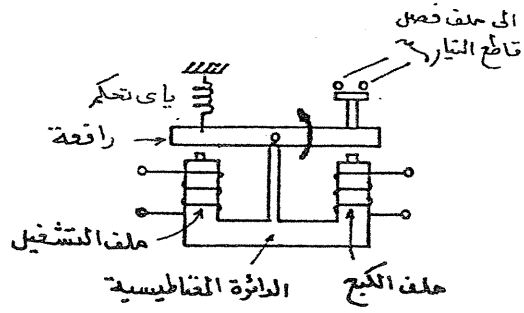 الى ملف فصل
قاطع التيار
ياى تحكم
رافعة
ملف التشغيل
الدائرة المغناطيسية
ملف الكبح